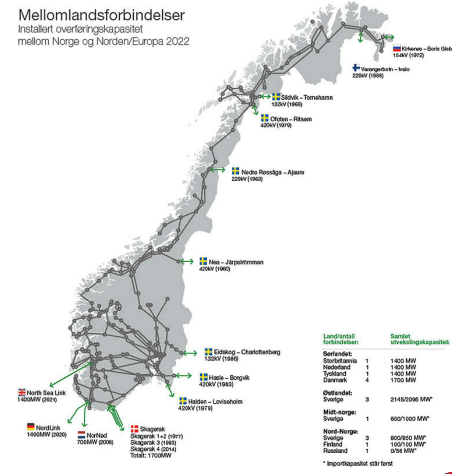 Mellomlandsforbindelser
Installert overføringskapasitet
mellom Norge og Norden/Europa 2022
Kirkenes – Boris Gleb
154kV (1972)
Varangerbotn – Ivalo
220kV (1988)
Sildvik – Tornehamn
132kV (1960)
Ofoten – Ritsem
420kV (1979)
Nedre Røssåga – Ajaure
220kV (1963)
Nea – Järpströmmen
420kV (1960)
Eidskog – Charlottenberg
132kV (1986)
Hasle – Borgvik
420kV (1963)
Halden – Loviseholm
420kV (1979)
North Sea Link
1400MW (2021)
NordLink
1400MW (2020)
NorNed
700MW (2008)
Skagerak
Skagerak 1+2 (1977)
Skagerak 3 (1993)
Skagerak 4 (2014)
Totalt: 1700MW
Land/antall forbindelser: Samlet utvekslingskapasitet:
Sørlandet:
Storbritannia 1 1400 MW
Nederland 1 1400 MW
Tyskland 1 1400 MW
Danmark 4 1700 MW
Østlandet:
Sverige 3 2145/2095 MW*
Midt-norge:
Sverige 1 600/1000 MW*
Nord-Norge:
Sverige 3 800/850 MW*
Finland 1 100/100 MW*
Russland 1 0/56 MW*
* Importkapasitet står først